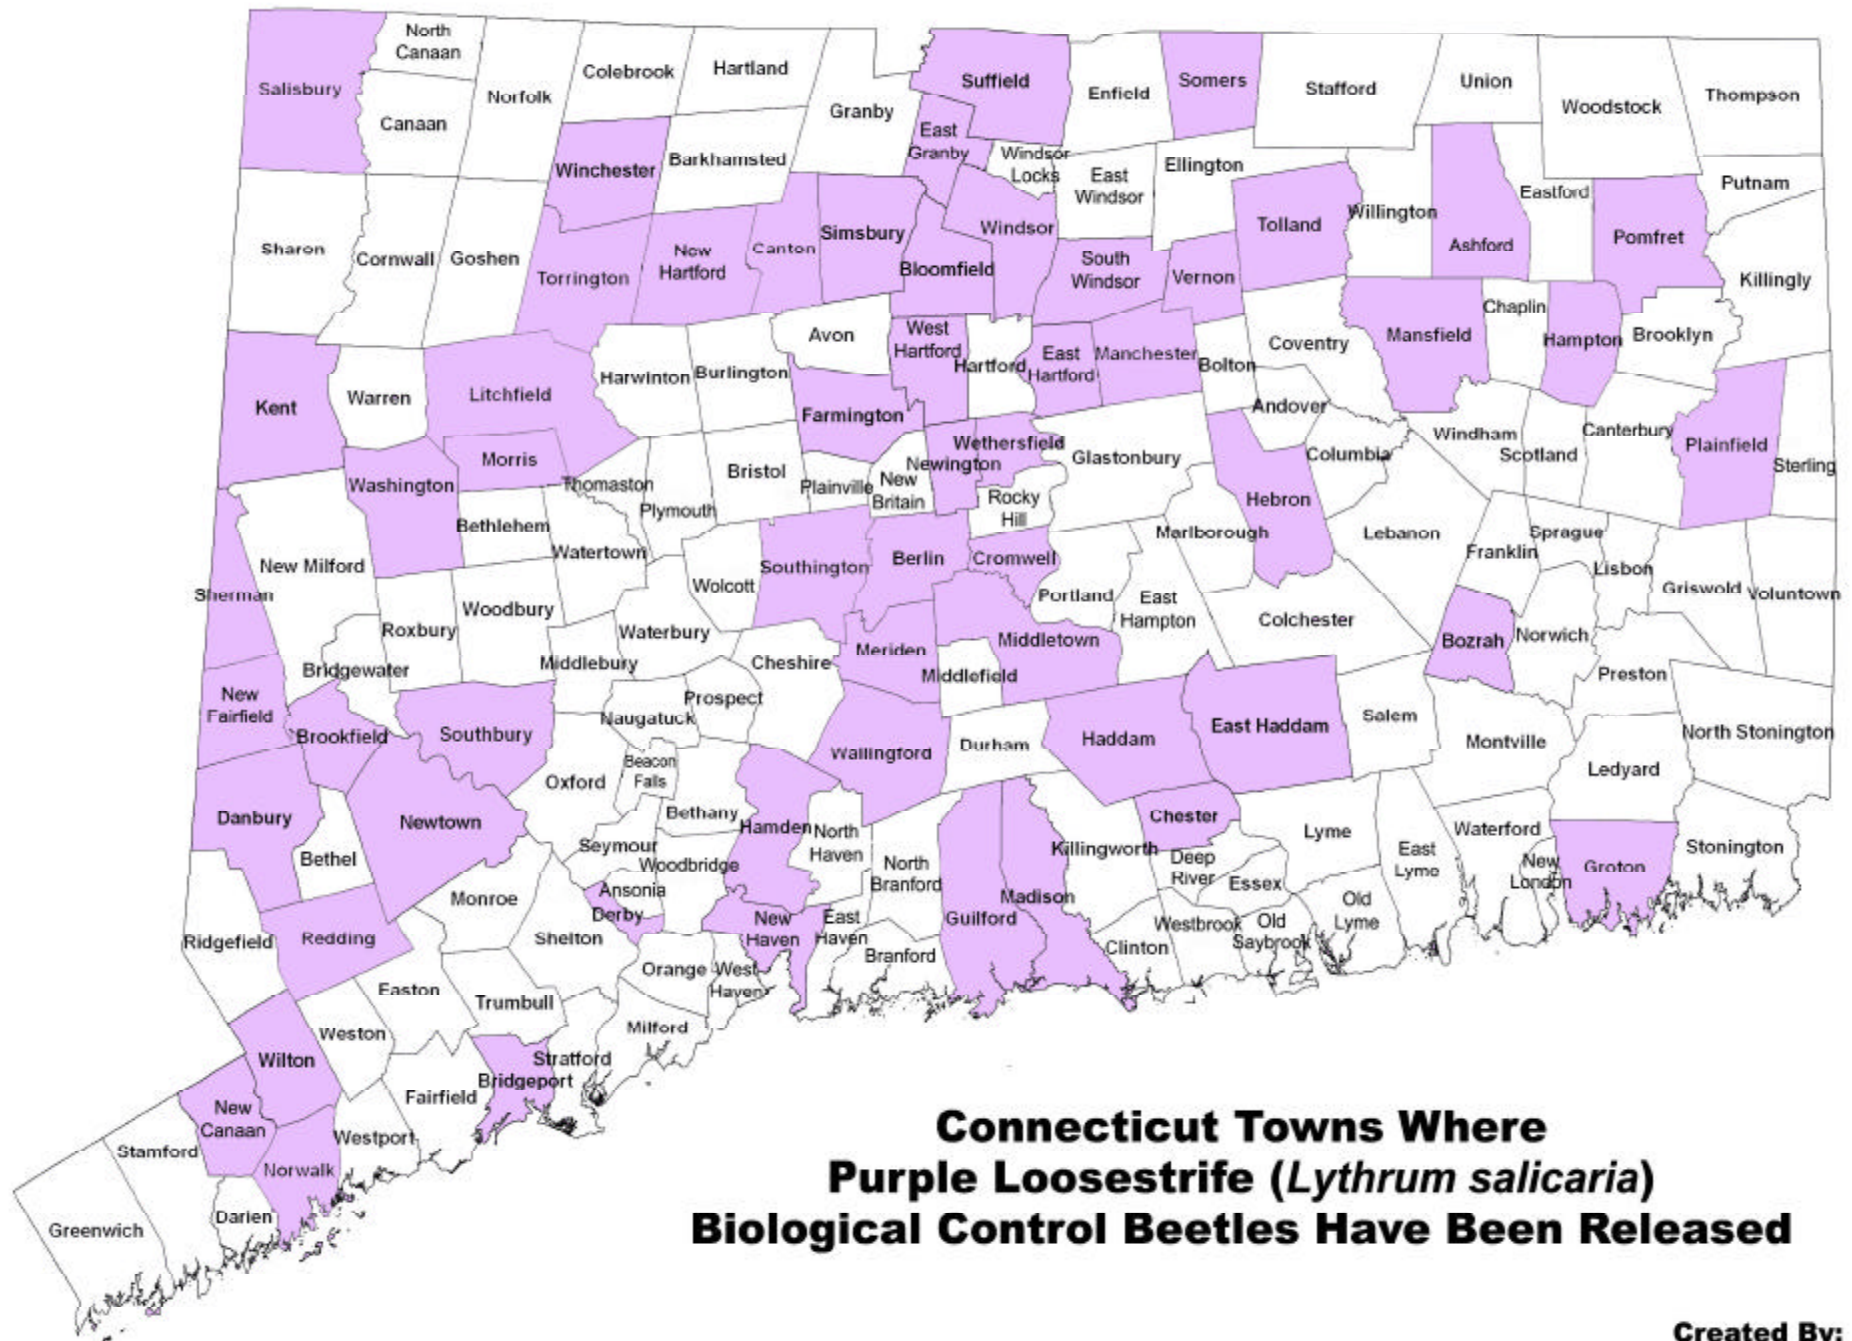 North
Canaan
Salisbury
Canaan
Norfolk
Colebrook
Hartland
Granby
Suffield
Enfield
Somers
Stafford
Union
Woodstock
Thompson
East
Granby
Windsor
Locks
East
Windsor
Ellington
Winchester
Barkhamsted
Willington
Ashford
Eastford
Pomfret
Putnam
Sharon
Cornwall
Goshen
Torrington
New
Hartford
Canton
Simsbury
Bloomfield
Windsor
South
Windsor
Vernon
Tolland
Killingly
Kent
Warren
Litchfield
Harwinton
Burlington
Avon
West
Hartford
Hartford
East
Hartford
Manchester
Bolton
Coventry
Mansfield
Chaplin
Hampton
Brooklyn
Farmington
Andover
Washington
Morris
Thomaston
Plymouth
Bristol
Plainville
New
Britain
Newington
Wethersfield
Rocky
Hill
Glastonbury
Marlborough
Hebron
Columbia
Windham
Scotland
Canterbury
Plainfield
Sterling
New Milford
Bethlehem
Watertown
Wolcott
Southington
Berlin
Cromwell
Portland
East
Hampton
Colchester
Lebanon
Franklin
Sprague
Lisbon
Griswold
Voluntown
Sherman
Roxbury
Woodbury
Bridgewater
Middlebury
Waterbury
Cheshire
Meriden
Middlefield
Middletown
Bozrah
Norwich
Preston
New
Fairfield
Brookfield
Southbury
Naugatuck
Prospect
Wallingford
Durham
Haddam
East Haddam
Salem
Montville
Ledyard
North Stonington
Danbury
Bethel
Newtown
Oxford
Beacon
Falls
Bethany
Seymour
Woodbridge
Hamden
North
Haven
North
Branford
Guilford
Madison
Killingworth
Chester
Deep
River
Essex
Lyme
East
Lyme
Waterford
New
London
Groton
Stonington
Ridgefield
Redding
Monroe
Ansonia
Derby
Shelton
Orange
West
Haven
New
Haven
East
Haven
Branford
Clinton
Westbrook
Old
Saybrook
Old
Lyme
Wilton
Weston
Easton
Trumbull
Milford
Stratford
Bridgeport
Fairfield
New
Canaan
Norwalk
Westport
Stamford
Darien
Greenwich
Connecticut Towns Where
Purple Loosestrife (Lythrum salicaria)
Biological Control Beetles Have Been Released
Created By: